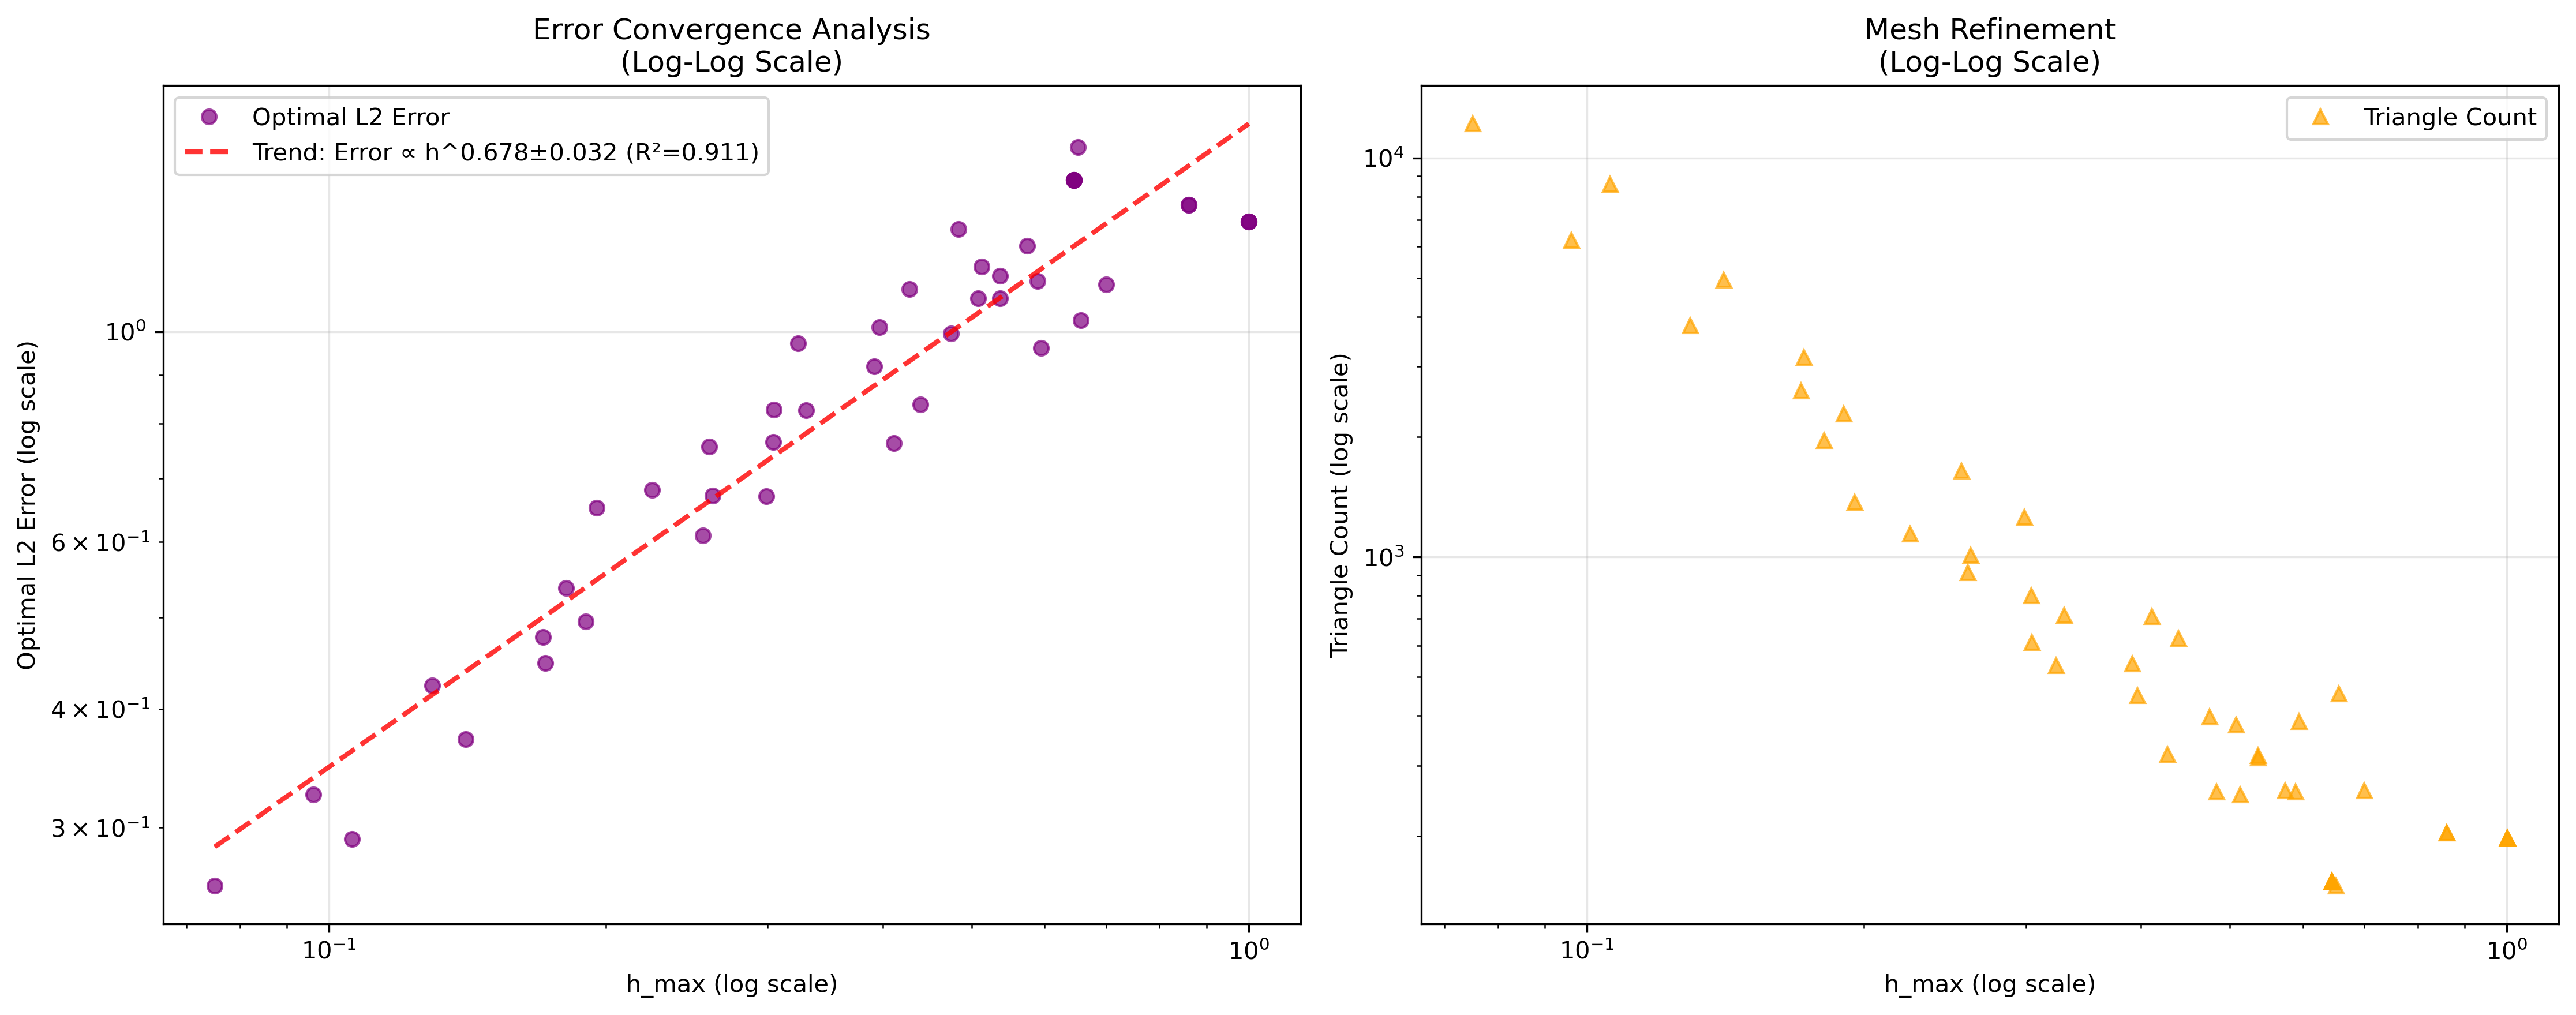 Error Convergence Analysis
(Log-Log Scale)
Optimal L2 Error
Trend: Error ∝ h^0.678±0.032 (R²=0.911)
Optimal L2 Error (log scale)
10⁰
6 × 10⁻¹
4 × 10⁻¹
3 × 10⁻¹
10⁻¹
10⁰
h_max (log scale)
Mesh Refinement
(Log-Log Scale)
Triangle Count
Triangle Count (log scale)
10⁴
10³
10⁻¹
10⁰
h_max (log scale)